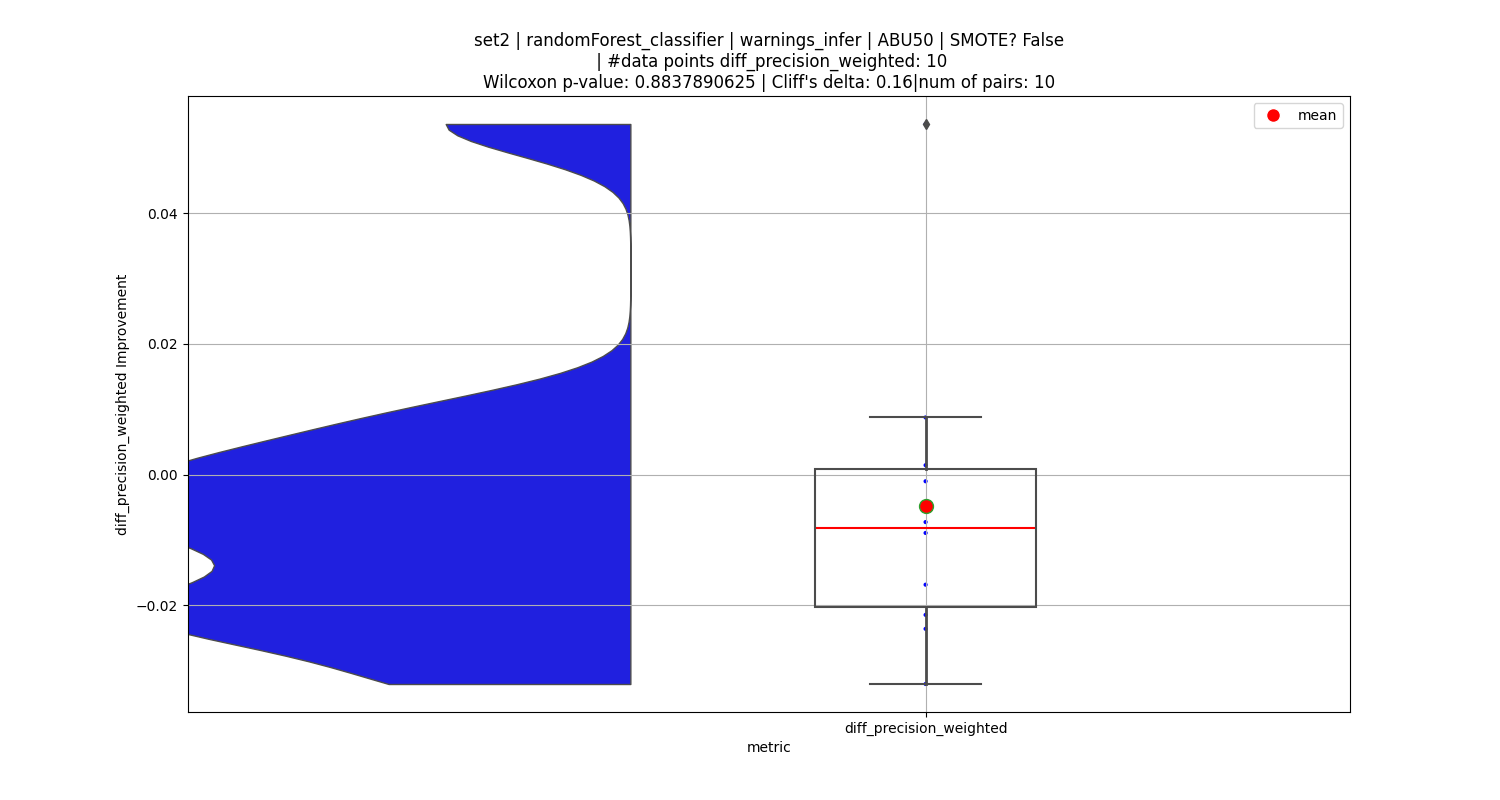 set2 | randomForest_classifier | warnings_infer | ABU50 | SMOTE? False
| #data points diff_precision_weighted: 10
Wilcoxon p-value: 0.8837890625 | Cliff's delta: 0.16|num of pairs: 10
mean
0.04
0.02
0.00
−0.02
diff_precision_weighted Improvement
diff_precision_weighted
metric